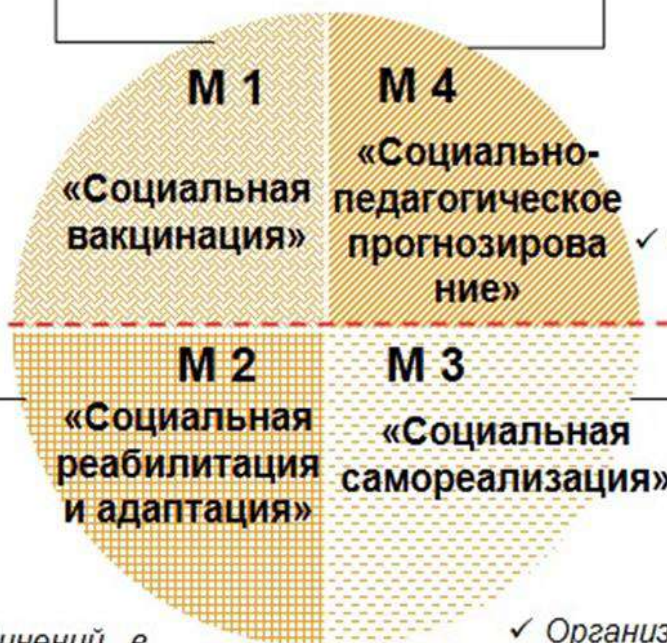 М 1
«Социальная
вакцинация»
М 4
«Социально-
педагогическое
прогнозирова
ние»
✓
М 2
«Социальная
реабилитация
и адаптация»
М 3
«Социальная
самореализация»
в
✓ Организ